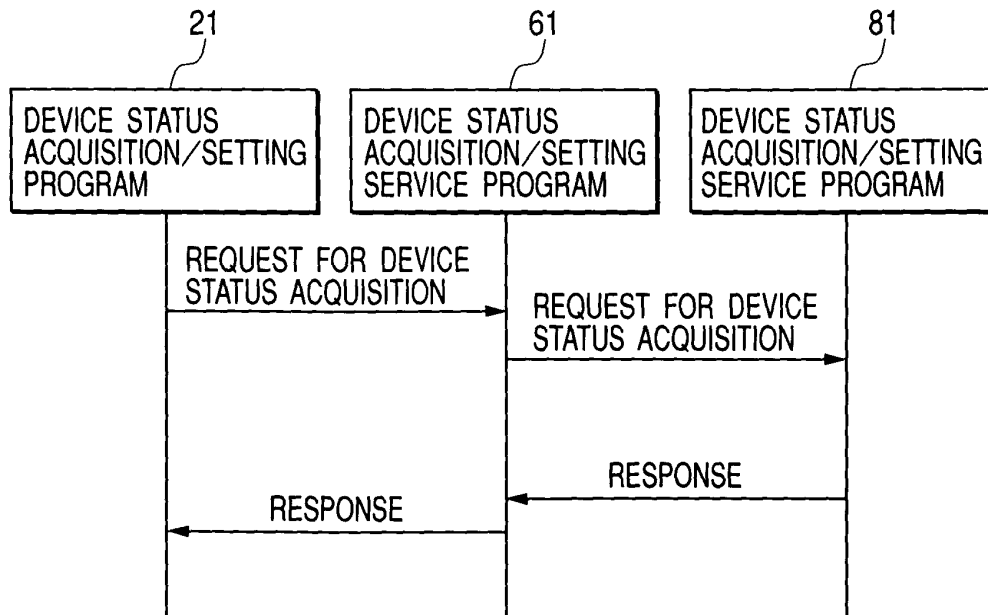 21
61
81
DEVICE STATUS
ACQUISITION/SETTING
PROGRAM
DEVICE STATUS
ACQUISITION/SETTING
SERVICE PROGRAM
DEVICE STATUS
ACQUISITION/SETTING
SERVICE PROGRAM
REQUEST FOR DEVICE
STATUS ACQUISITION
REQUEST FOR DEVICE
STATUS ACQUISITION
RESPONSE
RESPONSE